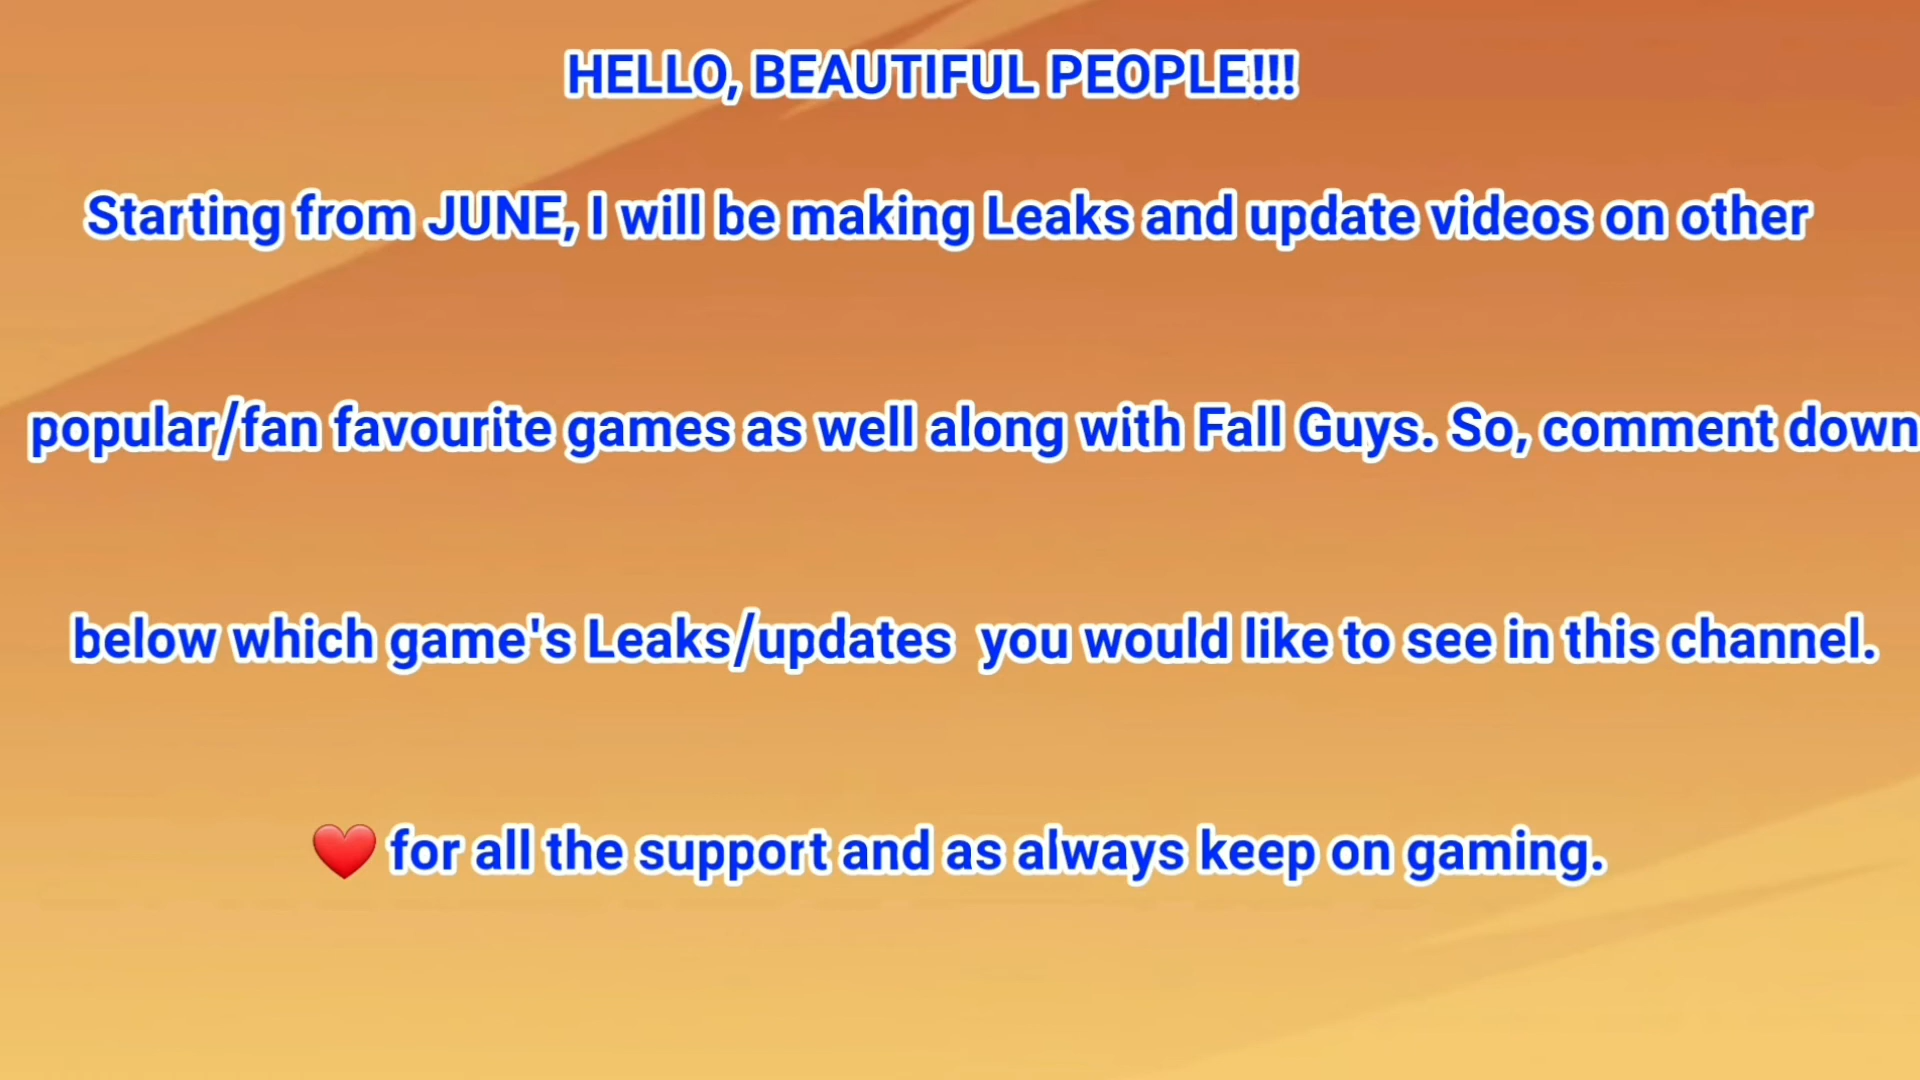 HELLO, BEAUTIFUL PEOPLE!!!
Starting from JUNE, I will be making Leaks and update videos on other
popular/fan favourite games as well along with Fall Guys. So, comment down
below which game's Leaks/updates  you would like to see in this channel.
❤️ for all the support and as always keep on gaming.